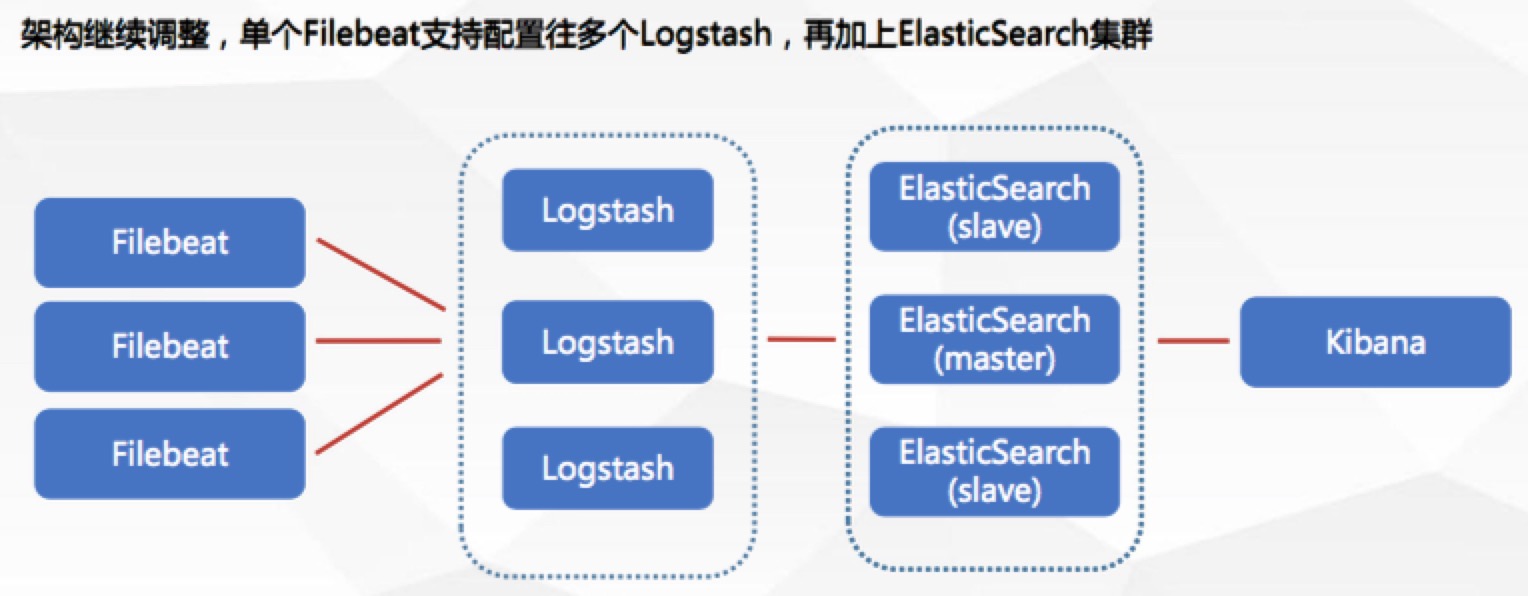 架构继续调整，单个Filebeat支持配置往多个Logstash，再加上ElasticSearch集群
Filebeat
Filebeat
Filebeat
Logstash
Logstash
Logstash
ElasticSearch
(slave)
ElasticSearch
(master)
ElasticSearch
(slave)
Kibana